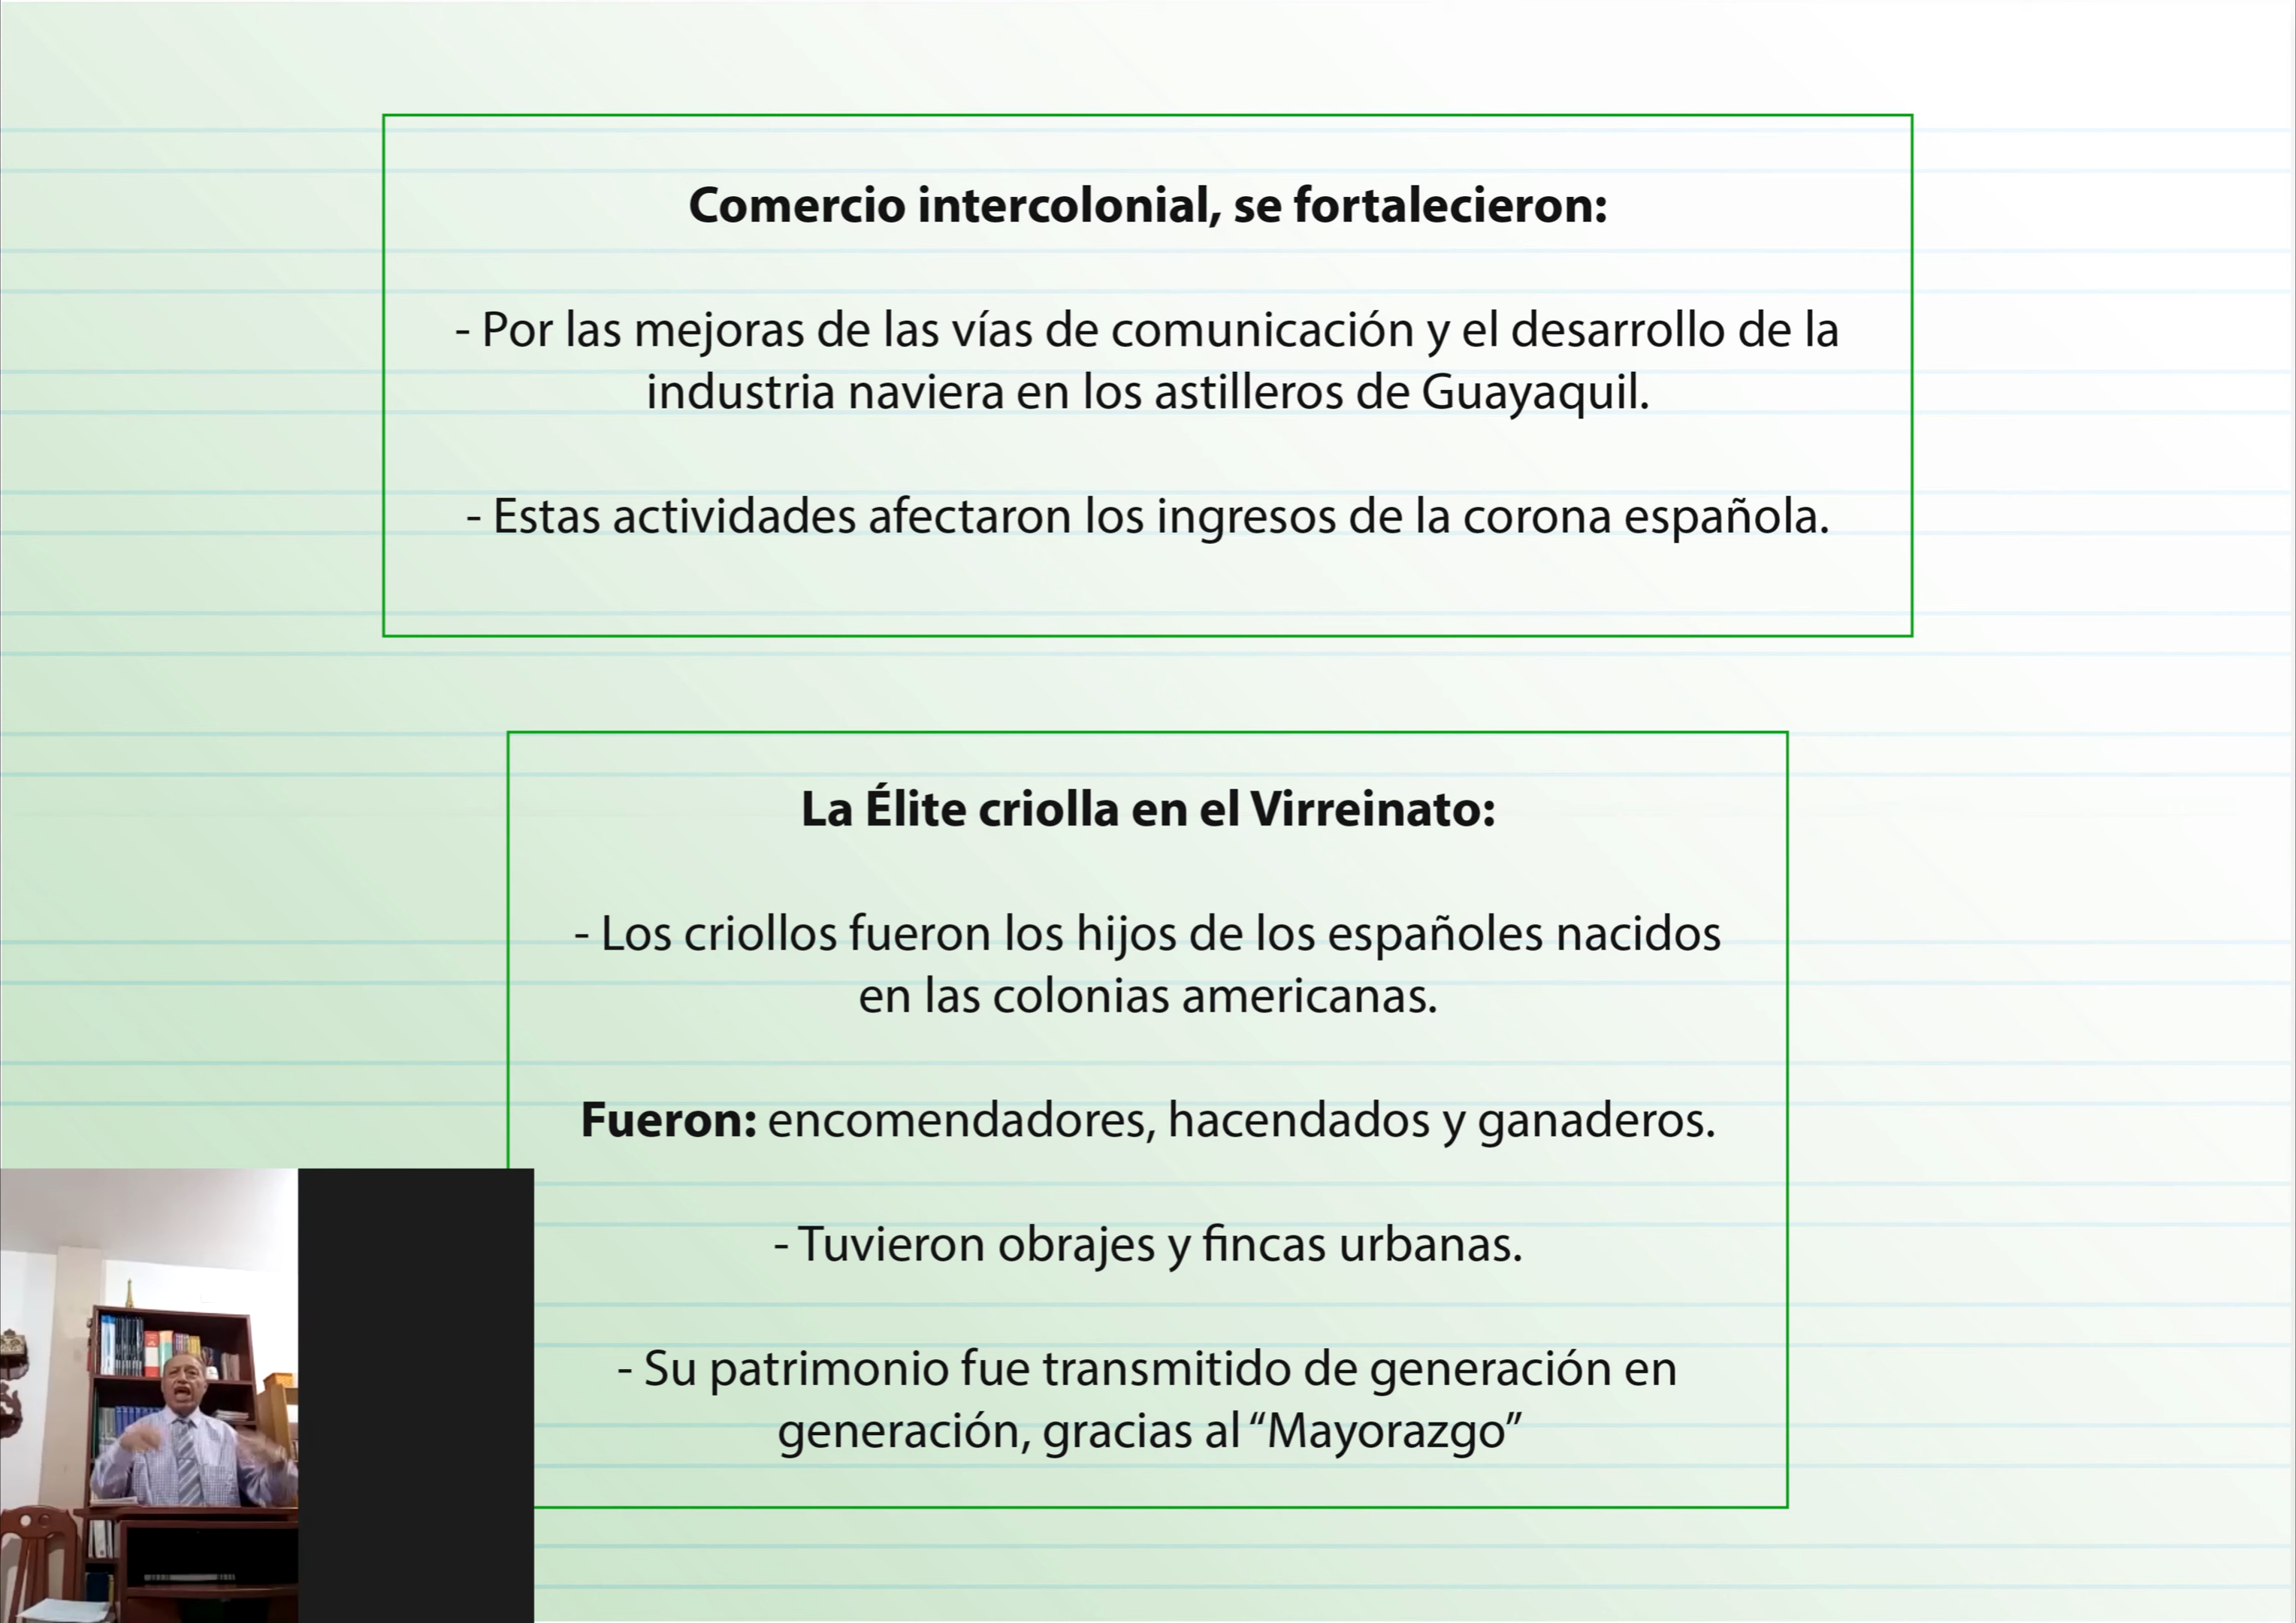 Comercio intercolonial, se fortalecieron:
- Por las mejoras de las vías de comunicación y el desarrollo de la
industria naviera en los astilleros de Guayaquil.
- Estas actividades afectaron los ingresos de la corona española.
La Élite criolla en el Virreinato:
- Los criollos fueron los hijos de los españoles nacidos
en las colonias americanas.
Fueron: encomendadores, hacendados y ganaderos.
- Tuvieron obrajes y fincas urbanas.
- Su patrimonio fue transmitido de generación en
generación, gracias al “Mayorazgo”